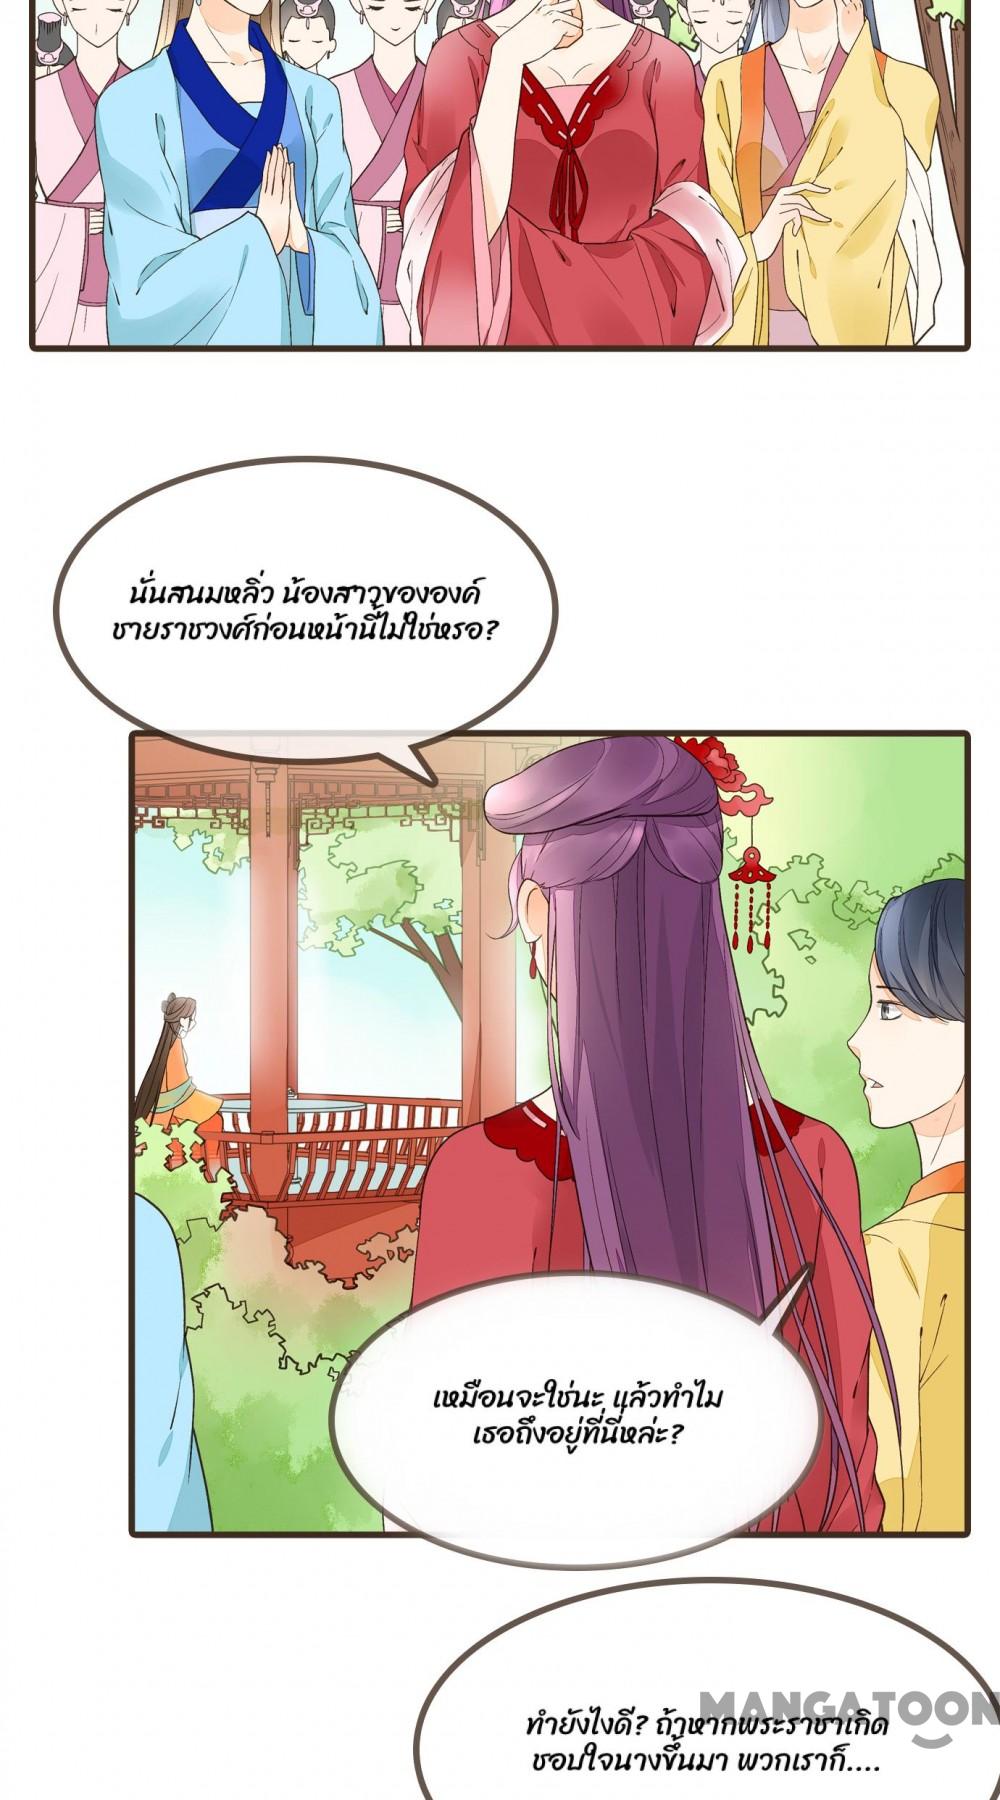 นั่นสนมหลิ่ว น้องสาวขององค์
ชายราชวงศ์ก่อนหน้านี้ไม่ใช่หรอ?
เหมือนจะใช่นะ แล้วทำไม
เธอถึงอยู่ที่นี่หล่ะ?
MANGATOON
ทำยังไงดี? ถ้าหากพระราชาเกิด
ชอบใจนางขึ้นมา พวกเราก็....